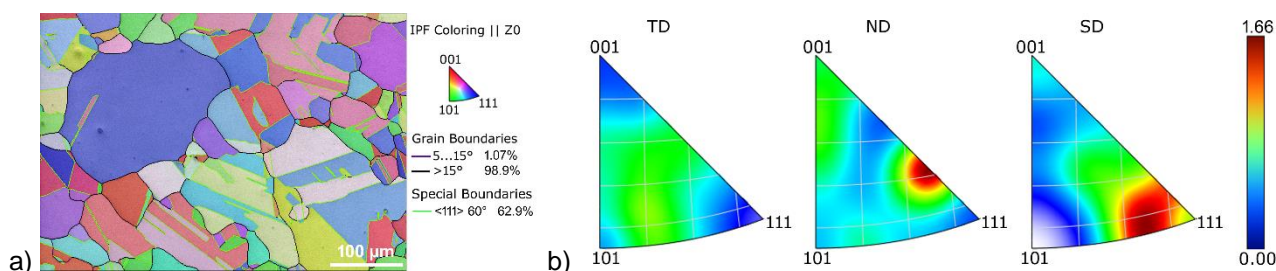 IPF Coloring || Z0
001
101
111
Grain Boundaries
5...15° 1.07%
>15° 98.9%
Special Boundaries
<111> 60° 62.9%
100 µm
a)
TD
001
101
111
ND
001
101
111
SD
001
101
111
1.66
0.00
b)